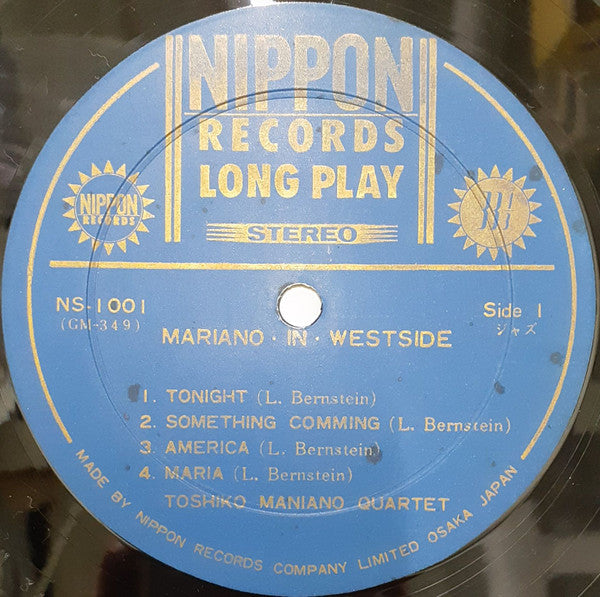 NIPPON
RECORDS
LONG PLAY
STEREO
NIPPON
RECORDS
NS-1001
(GM-349)
Side 1
ジャズ
MARIANO · IN · WESTSIDE
1. TONIGHT (L. Bernstein)
2. SOMETHING COMMING (L. Bernstein)
3. AMERICA (L. Bernstein)
4. MARIA (L. Bernstein)
TOSHIKO MANIANO QUARTET
MADE BY NIPPON RECORDS COMPANY LIMITED OSAKA JAPAN